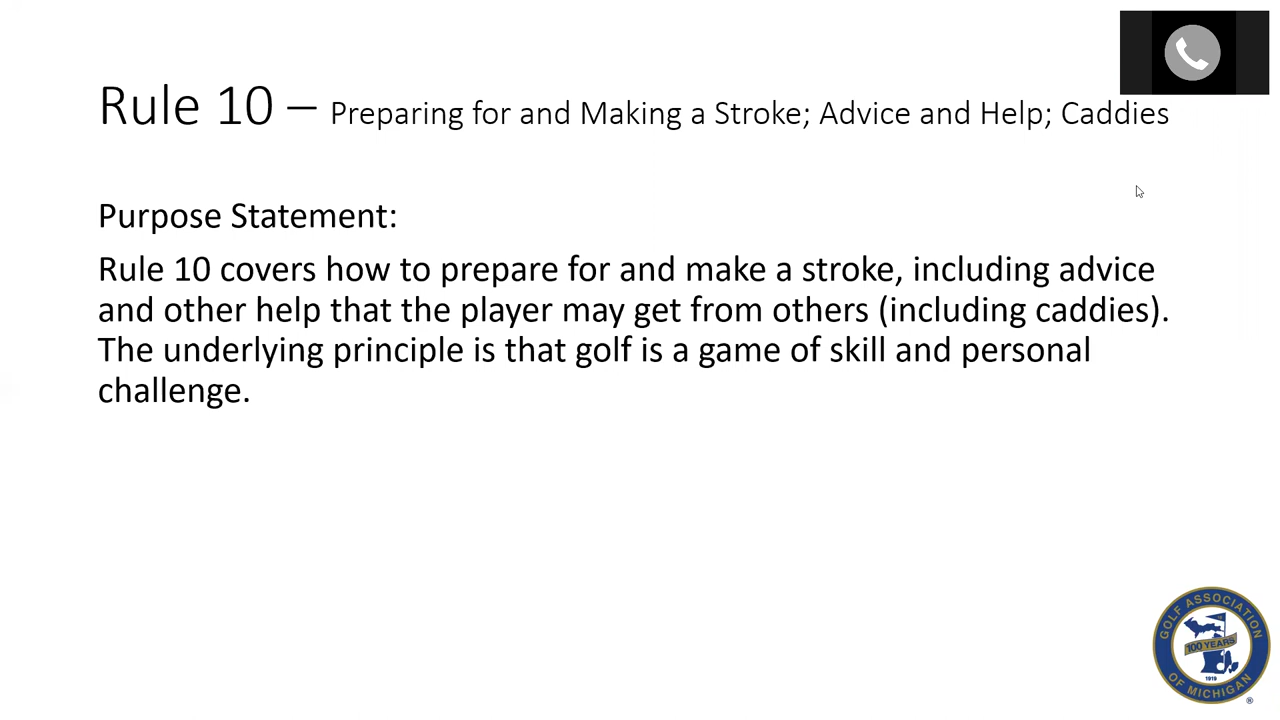 Rule 10 – Preparing for and Making a Stroke; Advice and Help; Caddies
Purpose Statement:
Rule 10 covers how to prepare for and make a stroke, including advice
and other help that the player may get from others (including caddies).
The underlying principle is that golf is a game of skill and personal
challenge.
GOLF ASSOCIATION
100 YEARS
1919
OF MICHIGAN
®